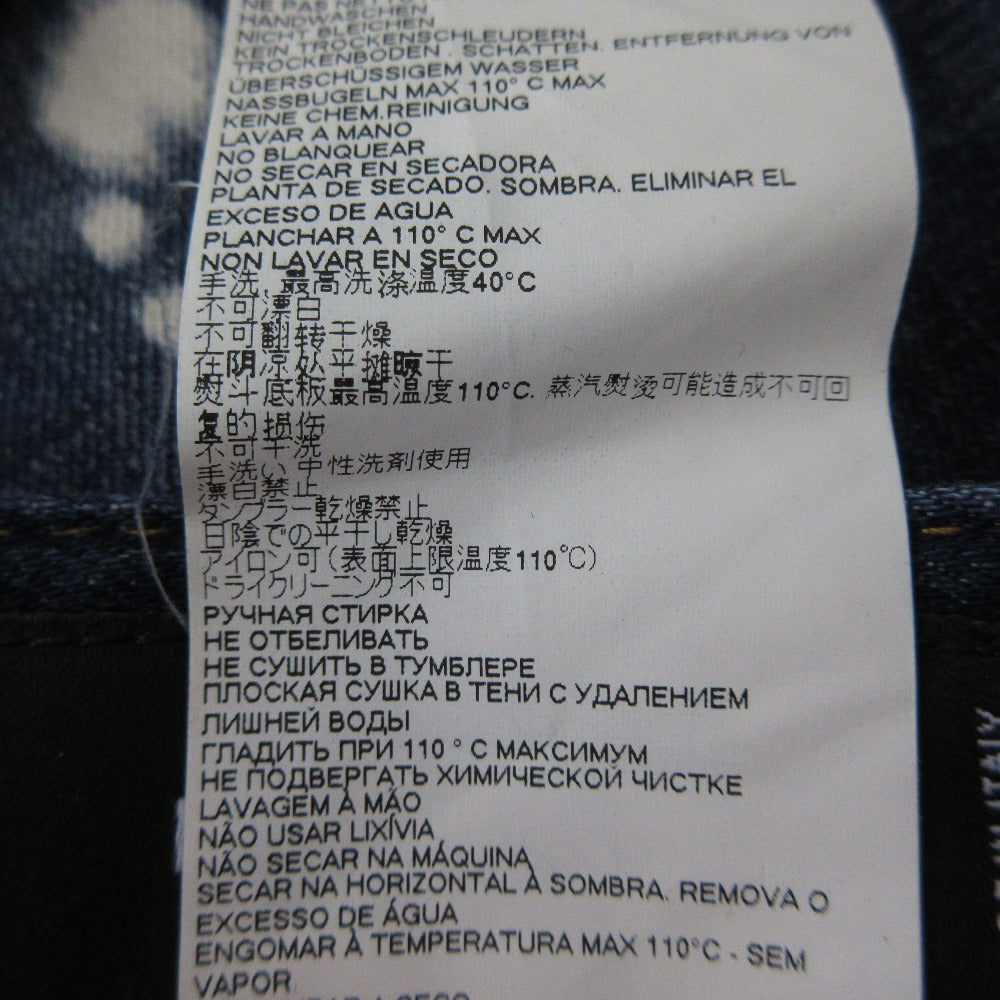 NE PAS NETT
HANDWASCHEN
NICHT BLEICHEN
KEIN TROCKENSCHLEUDERN
TROCKENBODEN . SCHATTEN. ENTFERNUNG VON
ÜBERSCHÜSSIGEM WASSER
NASSBUGELN MAX 110° C MAX
KEINE CHEM.REINIGUNG
LAVAR A MANO
NO BLANQUEAR
NO SECAR EN SECADORA
PLANTA DE SECADO. SOMBRA. ELIMINAR EL
EXCESO DE AGUA
PLANCHAR A 110° C MAX
NON LAVAR EN SECO
手洗, 最高洗涤温度40°C
不可漂白
不可翻转干燥
在阴凉处平摊晾干
熨斗底板最高温度110°C. 蒸汽熨烫可能造成不可回
复的损伤
不可干洗
手洗い 中性洗剤使用
漂白禁止
タンブラー乾燥禁止
日陰での平干し乾燥
アイロン可(表面上限温度110℃)
ドライクリーニング不可
РУЧНАЯ СТИРКА
НЕ ОТБЕЛИВАТЬ
НЕ СУШИТЬ В ТУМБЛЕРЕ
ПЛОСКАЯ СУШКА В ТЕНИ С УДАЛЕНИЕМ
ЛИШНЕЙ ВОДЫ
ГЛАДИТЬ ПРИ 110 ° С МАКСИМУМ
НЕ ПОДВЕРГАТЬ ХИМИЧЕСКОЙ ЧИСТКЕ
LAVAGEM À MÃO
NÃO USAR LIXÍVIA
NÃO SECAR NA MÁQUINA
SECAR NA HORIZONTAL À SOMBRA. REMOVA O
EXCESSO DE ÁGUA
ENGOMAR À TEMPERATURA MAX 110°C - SEM
VAPOR